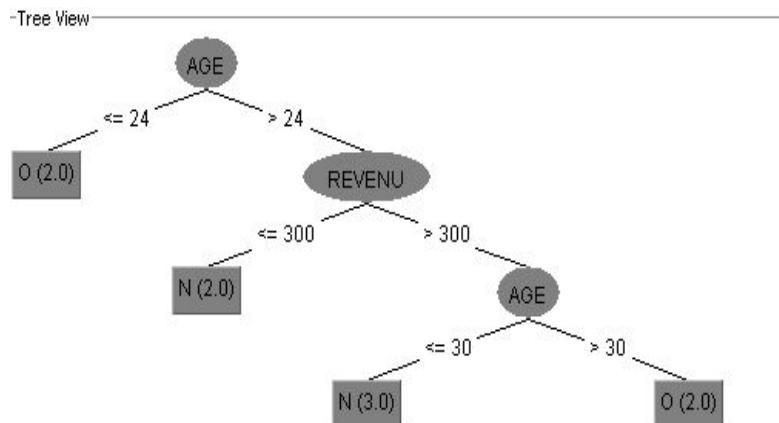 Tree View
AGE
<= 24
> 24
O (2.0)
REVENU
<= 300
> 300
N (2.0)
AGE
<= 30
> 30
N (3.0)
O (2.0)